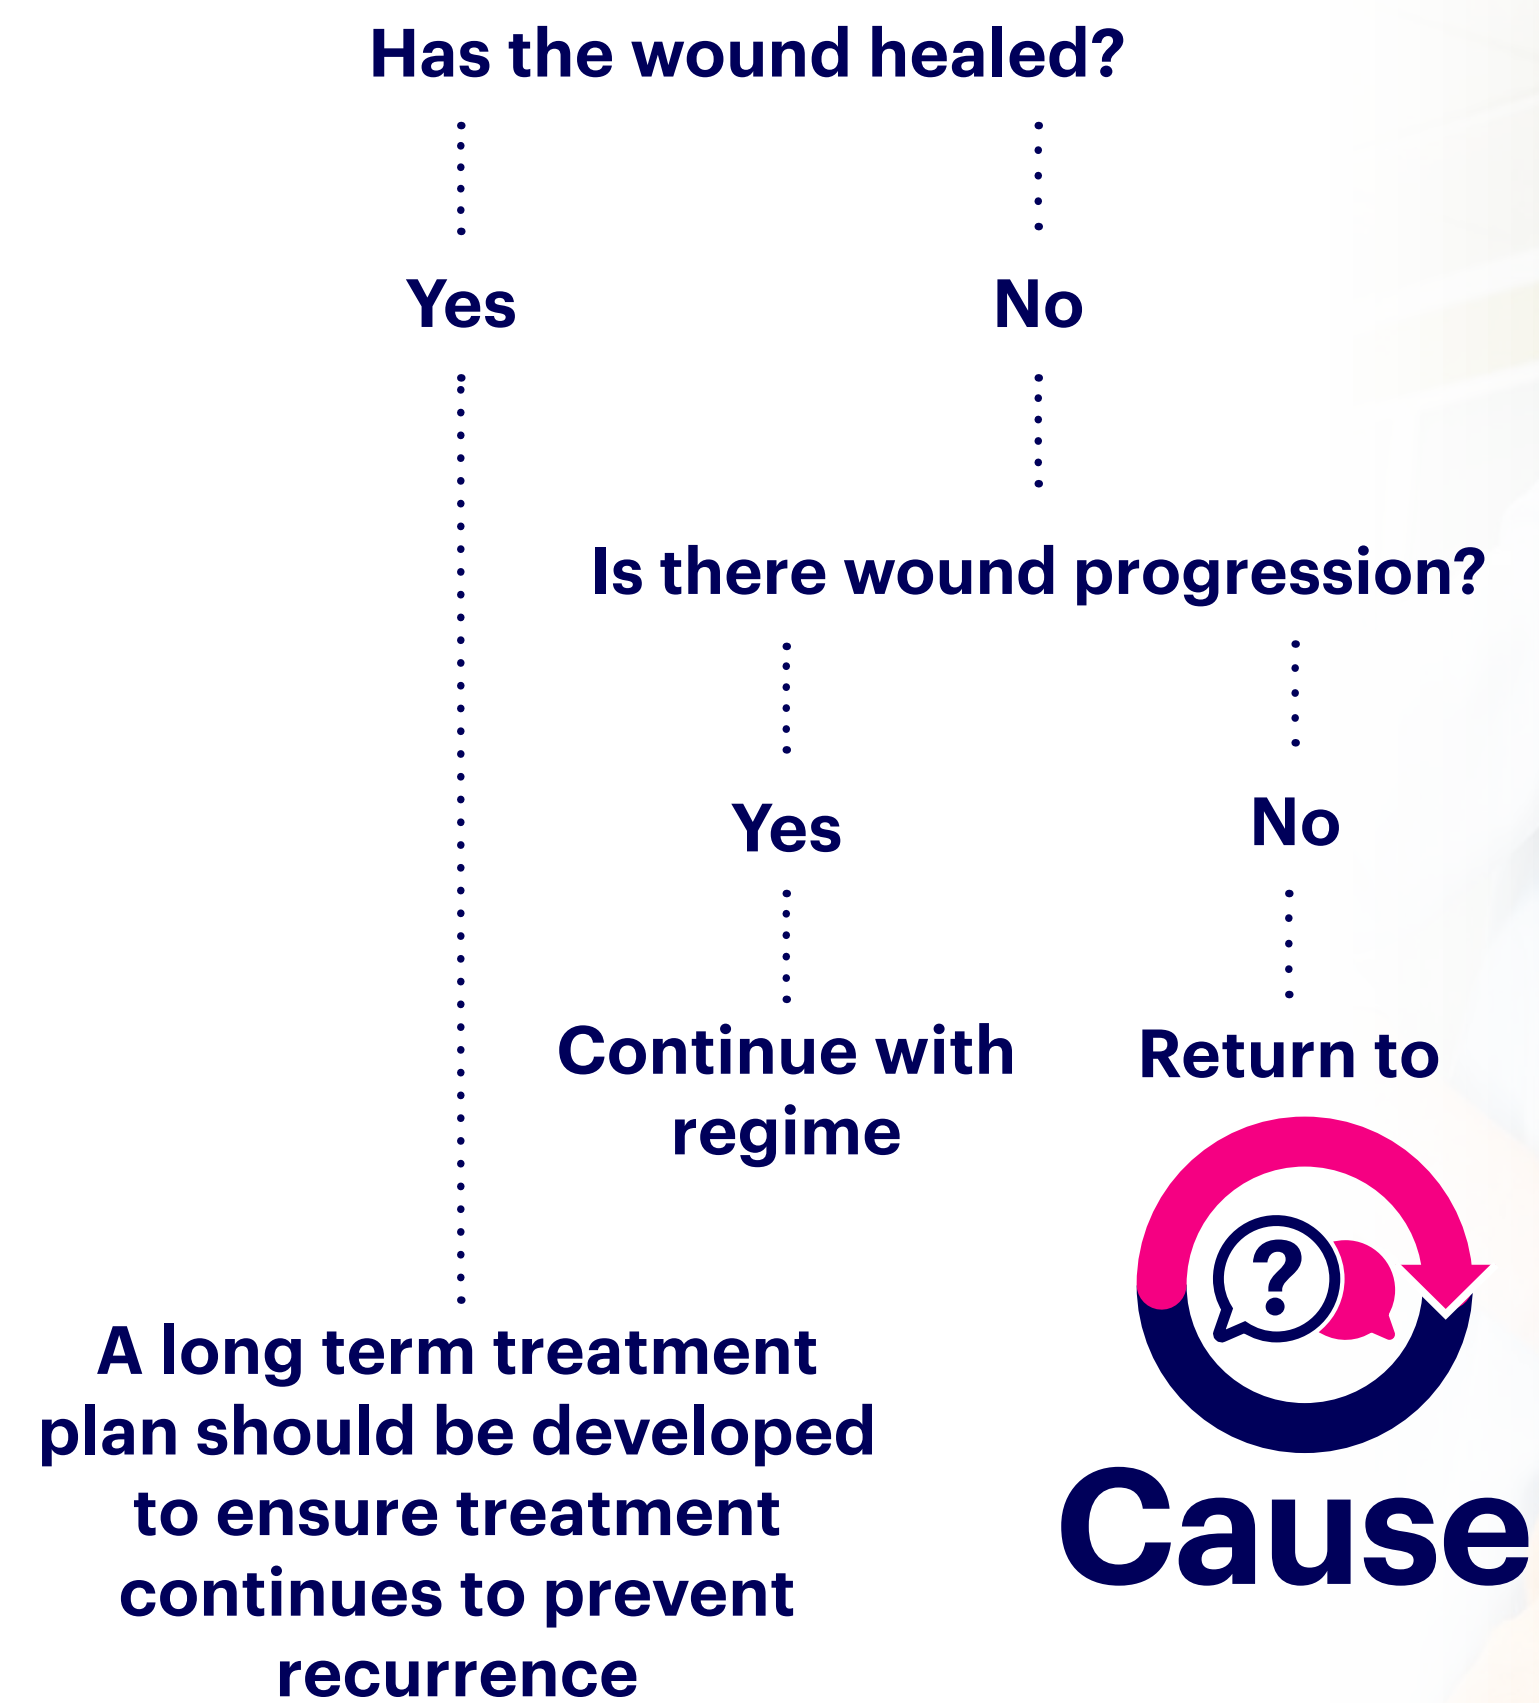 Has the wound healed?
Yes
No
Is there wound progression?
Yes
No
Continue with
regime
Return to
?
Cause
A long term treatment
plan should be developed
to ensure treatment
continues to prevent
recurrence